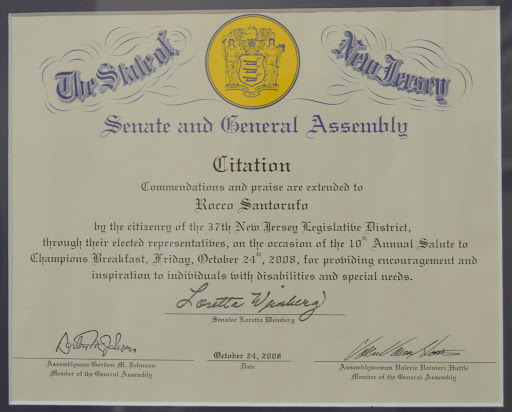 The State of New Jersey
Senate and General Assembly
Citation
Commendations and praise are extended to
Rocco Santorufo
by the citizenry of the 37th New Jersey Legislative District,
through their elected representatives, on the occasion of the 10th Annual Salute to
Champions Breakfast, Friday, October 24th, 2008, for providing encouragement and
inspiration to individuals with disabilities and special needs.
Loretta Weinberg
Senator Loretta Weinberg
Gordon M. Johnson
October 24, 2008
Assemblyman Gordon M. Johnson
Member of the General Assembly
Date
Assemblywoman Valerie Vainieri Huttle
Member of the General Assembly